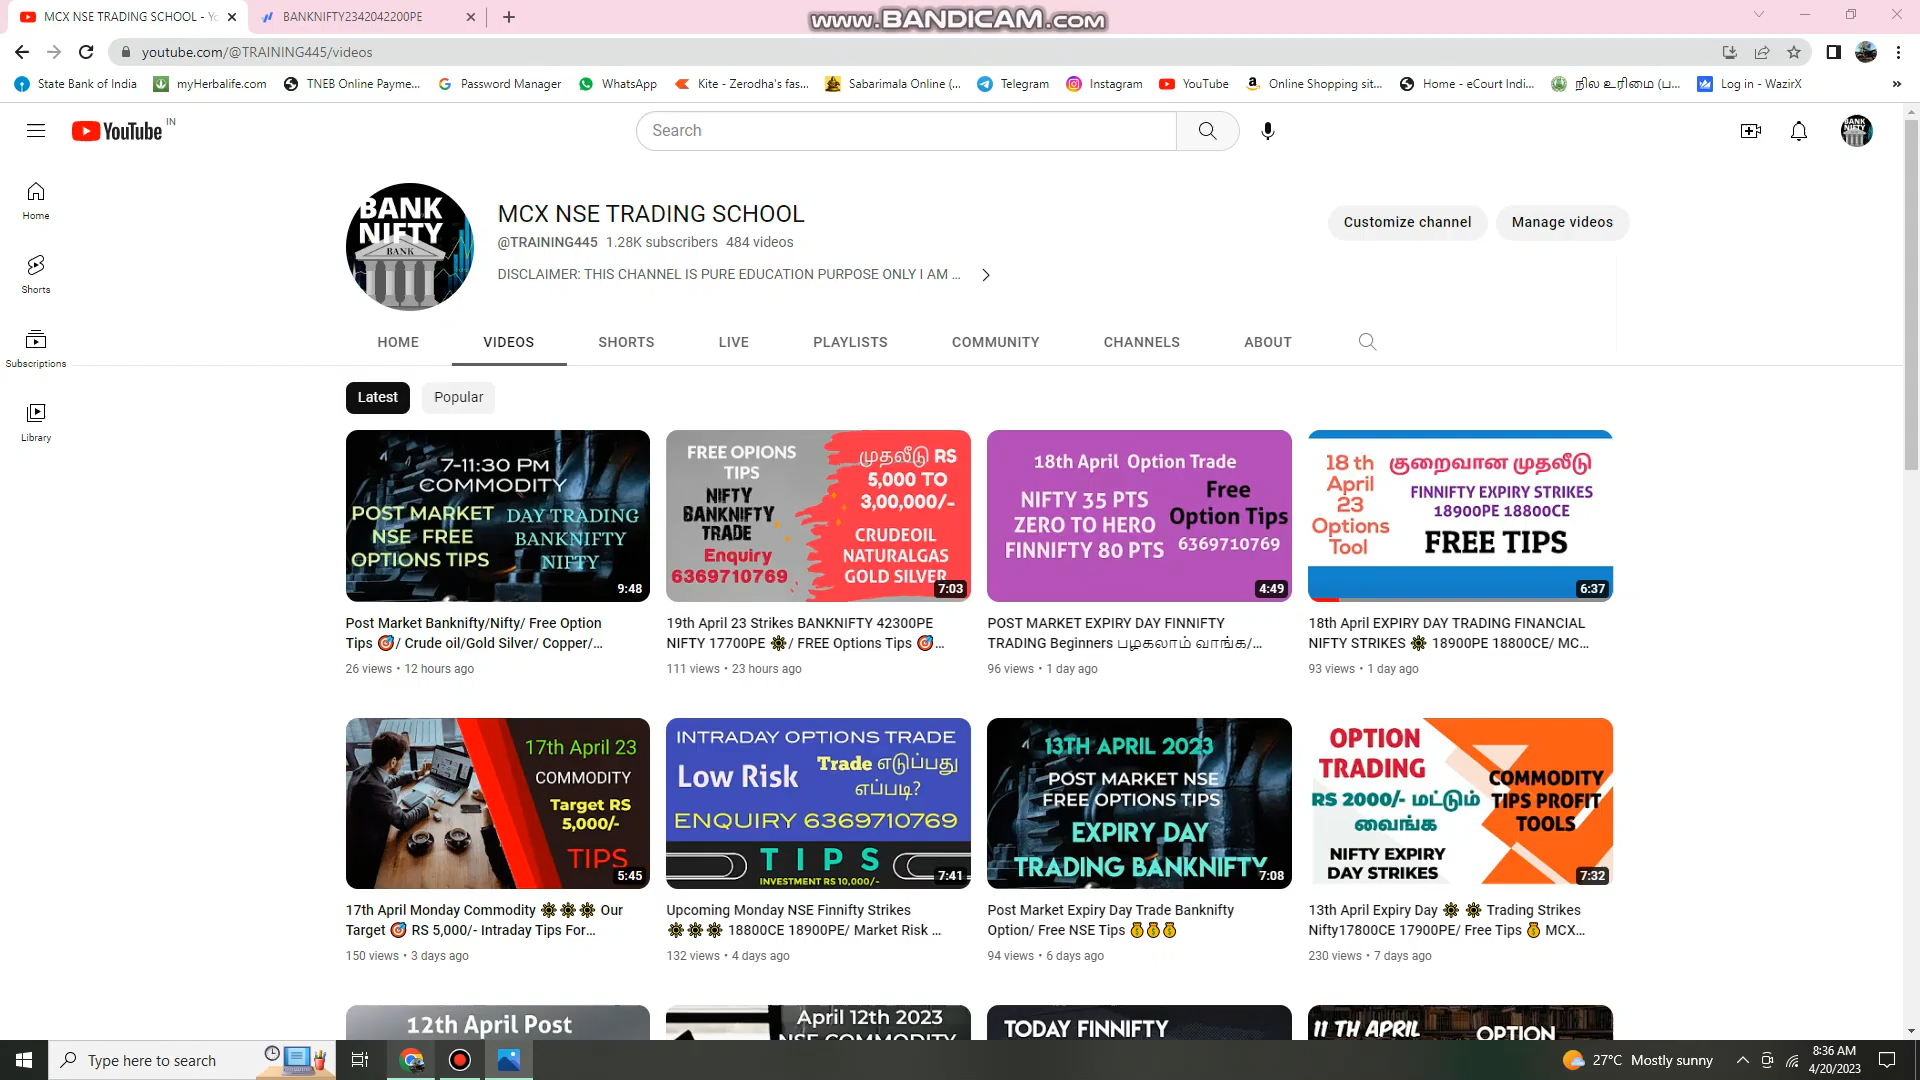 MCX NSE TRADING SCHOOL - Yo
BANKNIFTY2342042200PE
www.BANDICAM.com
youtube.com/@TRAINING445/videos
State Bank of India
myHerbalife.com
TNEB Online Payme...
Password Manager
WhatsApp
Kite - Zerodha's fas...
Sabarimala Online (...
Telegram
Instagram
YouTube
Online Shopping sit...
Home - eCourt Indi...
நில உரிமை (ப...
Log in - WazirX
YouTube IN
Search
BANK NIFTY
BANK
NIFTY
BANK
MCX NSE TRADING SCHOOL
@TRAINING445 1.28K subscribers 484 videos
DISCLAIMER: THIS CHANNEL IS PURE EDUCATION PURPOSE ONLY I AM ...
Customize channel
Manage videos
Home
Shorts
Subscriptions
Library
HOME VIDEOS SHORTS LIVE PLAYLISTS COMMUNITY CHANNELS ABOUT
Latest Popular
7-11:30 PM
COMMODITY
POST MARKET
NSE FREE
OPTIONS TIPS
DAY TRADING
BANKNIFTY
NIFTY
9:48
FREE OPIONS
TIPS
NIFTY
BANKNIFTY
TRADE
Enquiry
6369710769
முதலீடு RS
5,000 TO
3,00,000/-
CRUDEOIL
NATURALGAS
GOLD SILVER
7:03
18th April Option Trade
NIFTY 35 PTS
ZERO TO HERO
FINNIFTY 80 PTS
Free
Option Tips
6369710769
4:49
18 th
April
23
Options
Tool
குறைவான முதலீடு
FINNIFTY EXPIRY STRIKES
18900PE 18800CE
FREE TIPS
6:37
Post Market Banknifty/Nifty/ Free Option
Tips 🎯/ Crude oil/Gold Silver/ Copper/...
26 views • 12 hours ago
19th April 23 Strikes BANKNIFTY 42300PE
NIFTY 17700PE 🔅/ FREE Options Tips 🎯...
111 views • 23 hours ago
POST MARKET EXPIRY DAY FINNIFTY
TRADING Beginners பழகலாம் வாங்க/...
96 views • 1 day ago
18th April EXPIRY DAY TRADING FINANCIAL
NIFTY STRIKES 🔅 18900PE 18800CE/ MC...
93 views • 1 day ago
17th April 23
COMMODITY
Target RS
5,000/-
TIPS
5:45
INTRADAY OPTIONS TRADE
Low Risk
Trade எடுப்பது
எப்படி?
ENQUIRY 6369710769
TIPS
INVESTMENT RS 10,000/-
7:41
13TH APRIL 2023
POST MARKET NSE
FREE OPTIONS TIPS
EXPIRY DAY
TRADING BANKNIFTY
7:08
OPTION
TRADING
RS 2000/- மட்டும்
வைங்க
NIFTY EXPIRY
DAY STRIKES
COMMODITY
TIPS PROFIT
TOOLS
7:32
17th April Monday Commodity 🔅🔅🔅 Our
Target 🎯 RS 5,000/- Intraday Tips For...
150 views • 3 days ago
Upcoming Monday NSE Finnifty Strikes
🔅🔅🔅 18800CE 18900PE/ Market Risk ...
132 views • 4 days ago
Post Market Expiry Day Trade Banknifty
Option/ Free NSE Tips 💰💰💰
94 views • 6 days ago
13th April Expiry Day 🔅 🔅 Trading Strikes
Nifty17800CE 17900PE/ Free Tips 💰 MCX...
230 views • 7 days ago
12th April Post
April 12th 2023
NSE COMMODITY
TODAY FINNIFTY
11 TH APRIL
OPTION
Type here to search
27°C Mostly sunny
8:36 AM
4/20/2023